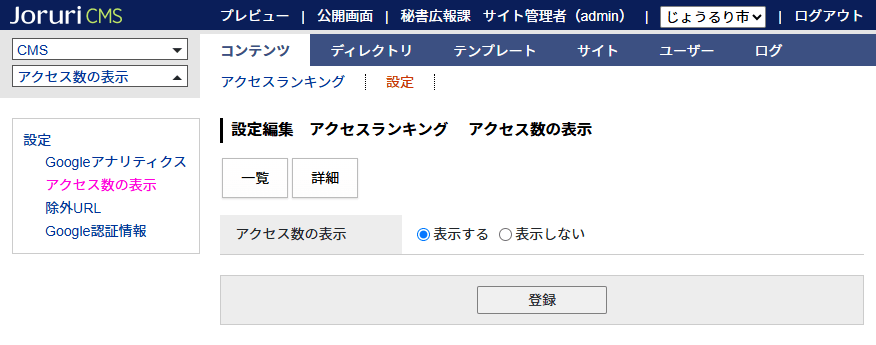 Joruri CMS プレビュー | 公開画面 | 秘書広報課 サイト管理者（admin） | じょうるり市 | ログアウト
CMS
コンテンツ ディレクトリ テンプレート サイト ユーザー ログ
アクセス数の表示
アクセスランキング 設定
設定
Googleアナリティクス
アクセス数の表示
除外URL
Google認証情報
設定編集 アクセスランキング アクセス数の表示
一覧 詳細
アクセス数の表示 表示する 表示しない
登録